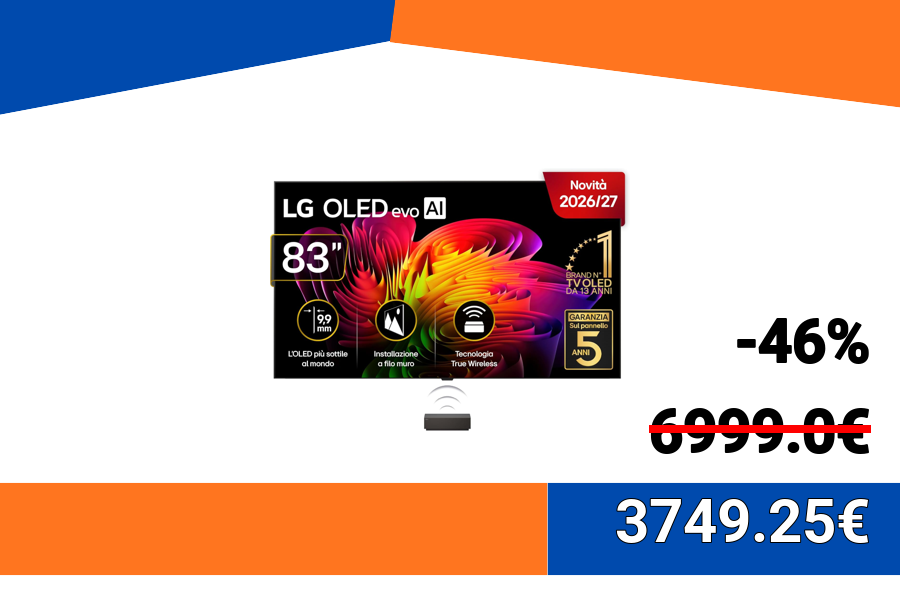 Novità
2026/27
LG OLED evo AI
83"
1
BRAND N°
TV OLED
DA 13 ANNI
9,9
mm
L'OLED più sottile
al mondo
Installazione
a filo muro
Tecnologia
True Wireless
GARANZIA
Sul pannello
5
ANNI
-46%
6999.0€
3749.25€